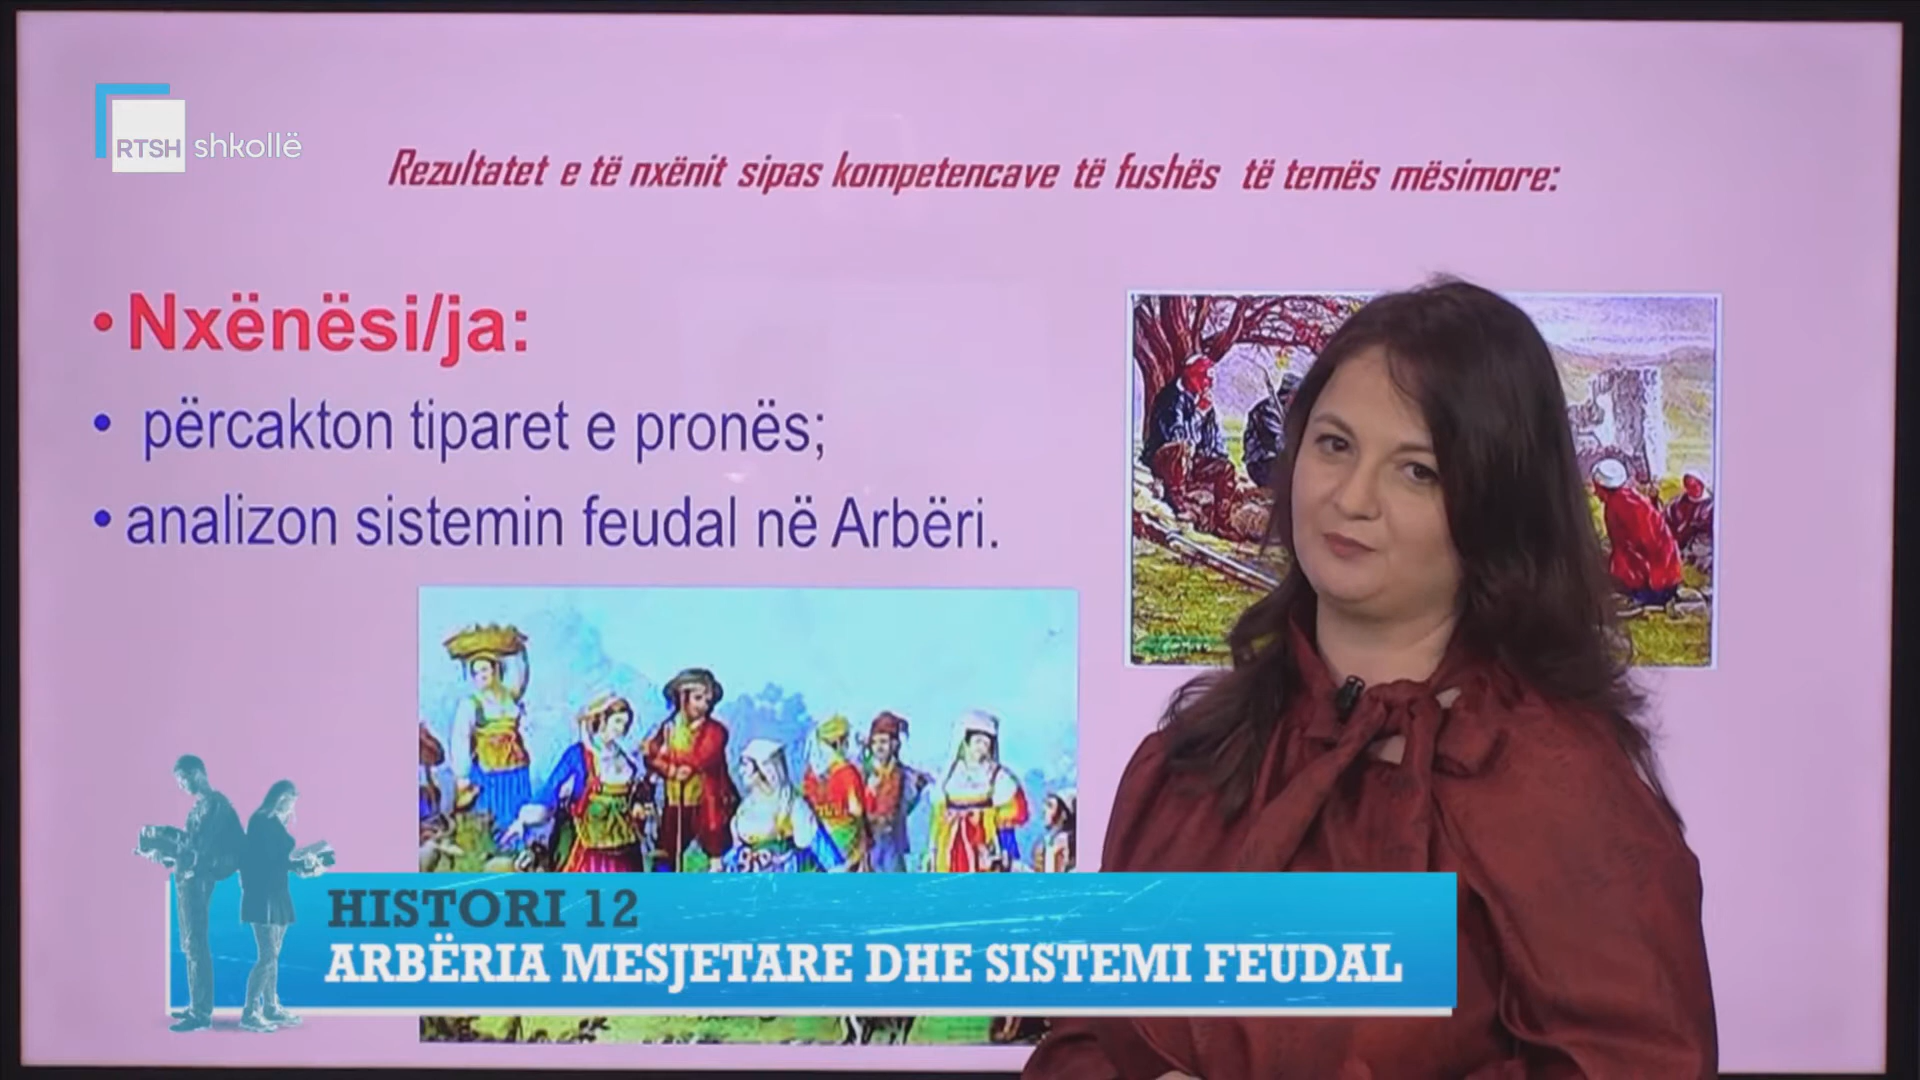 RTSH shkollë
Rezultatet e të nxënit sipas kompetencave të fushës të temës mësimore:
• Nxënësi/ja:
• përcakton tiparet e pronës;
• analizon sistemin feudal në Arbëri.
HISTORI 12
ARBËRIA MESJETARE DHE SISTEMI FEUDAL